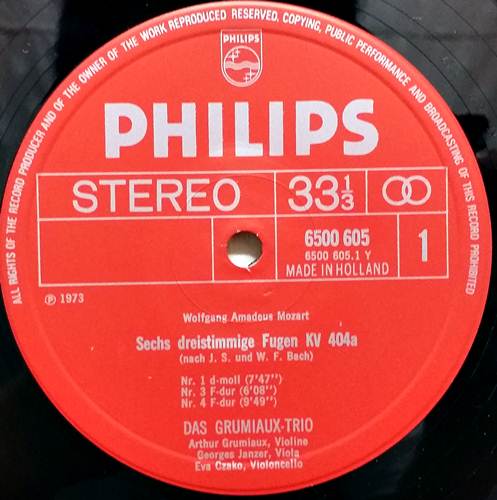 ALL RIGHTS OF THE RECORD PRODUCER AND OF THE OWNER OF THE WORK REPRODUCED RESERVED. COPYING, PUBLIC PERFORMANCE AND BROADCASTING OF THIS RECORD PROHIBITED
PHILIPS
PHILIPS
STEREO 33⅓
6500 605 1
6500 605.1 Y
MADE IN HOLLAND
Ⓟ 1973
Wolfgang Amadeus Mozart
Sechs dreistimmige Fugen KV 404a
(nach J. S. und W. F. Bach)
Nr. 1 d-moll (7'47'')
Nr. 3 F-dur (6'08'')
Nr. 4 F-dur (9'49'')
DAS GRUMIAUX-TRIO
Arthur Grumiaux, Violine
Georges Janzer, Viola
Eva Czako, Violoncello